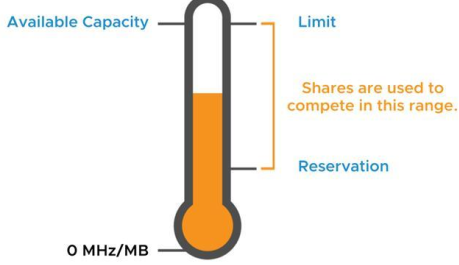 Available Capacity
Limit
Shares are used to
compete in this range.
Reservation
0 MHz/MB